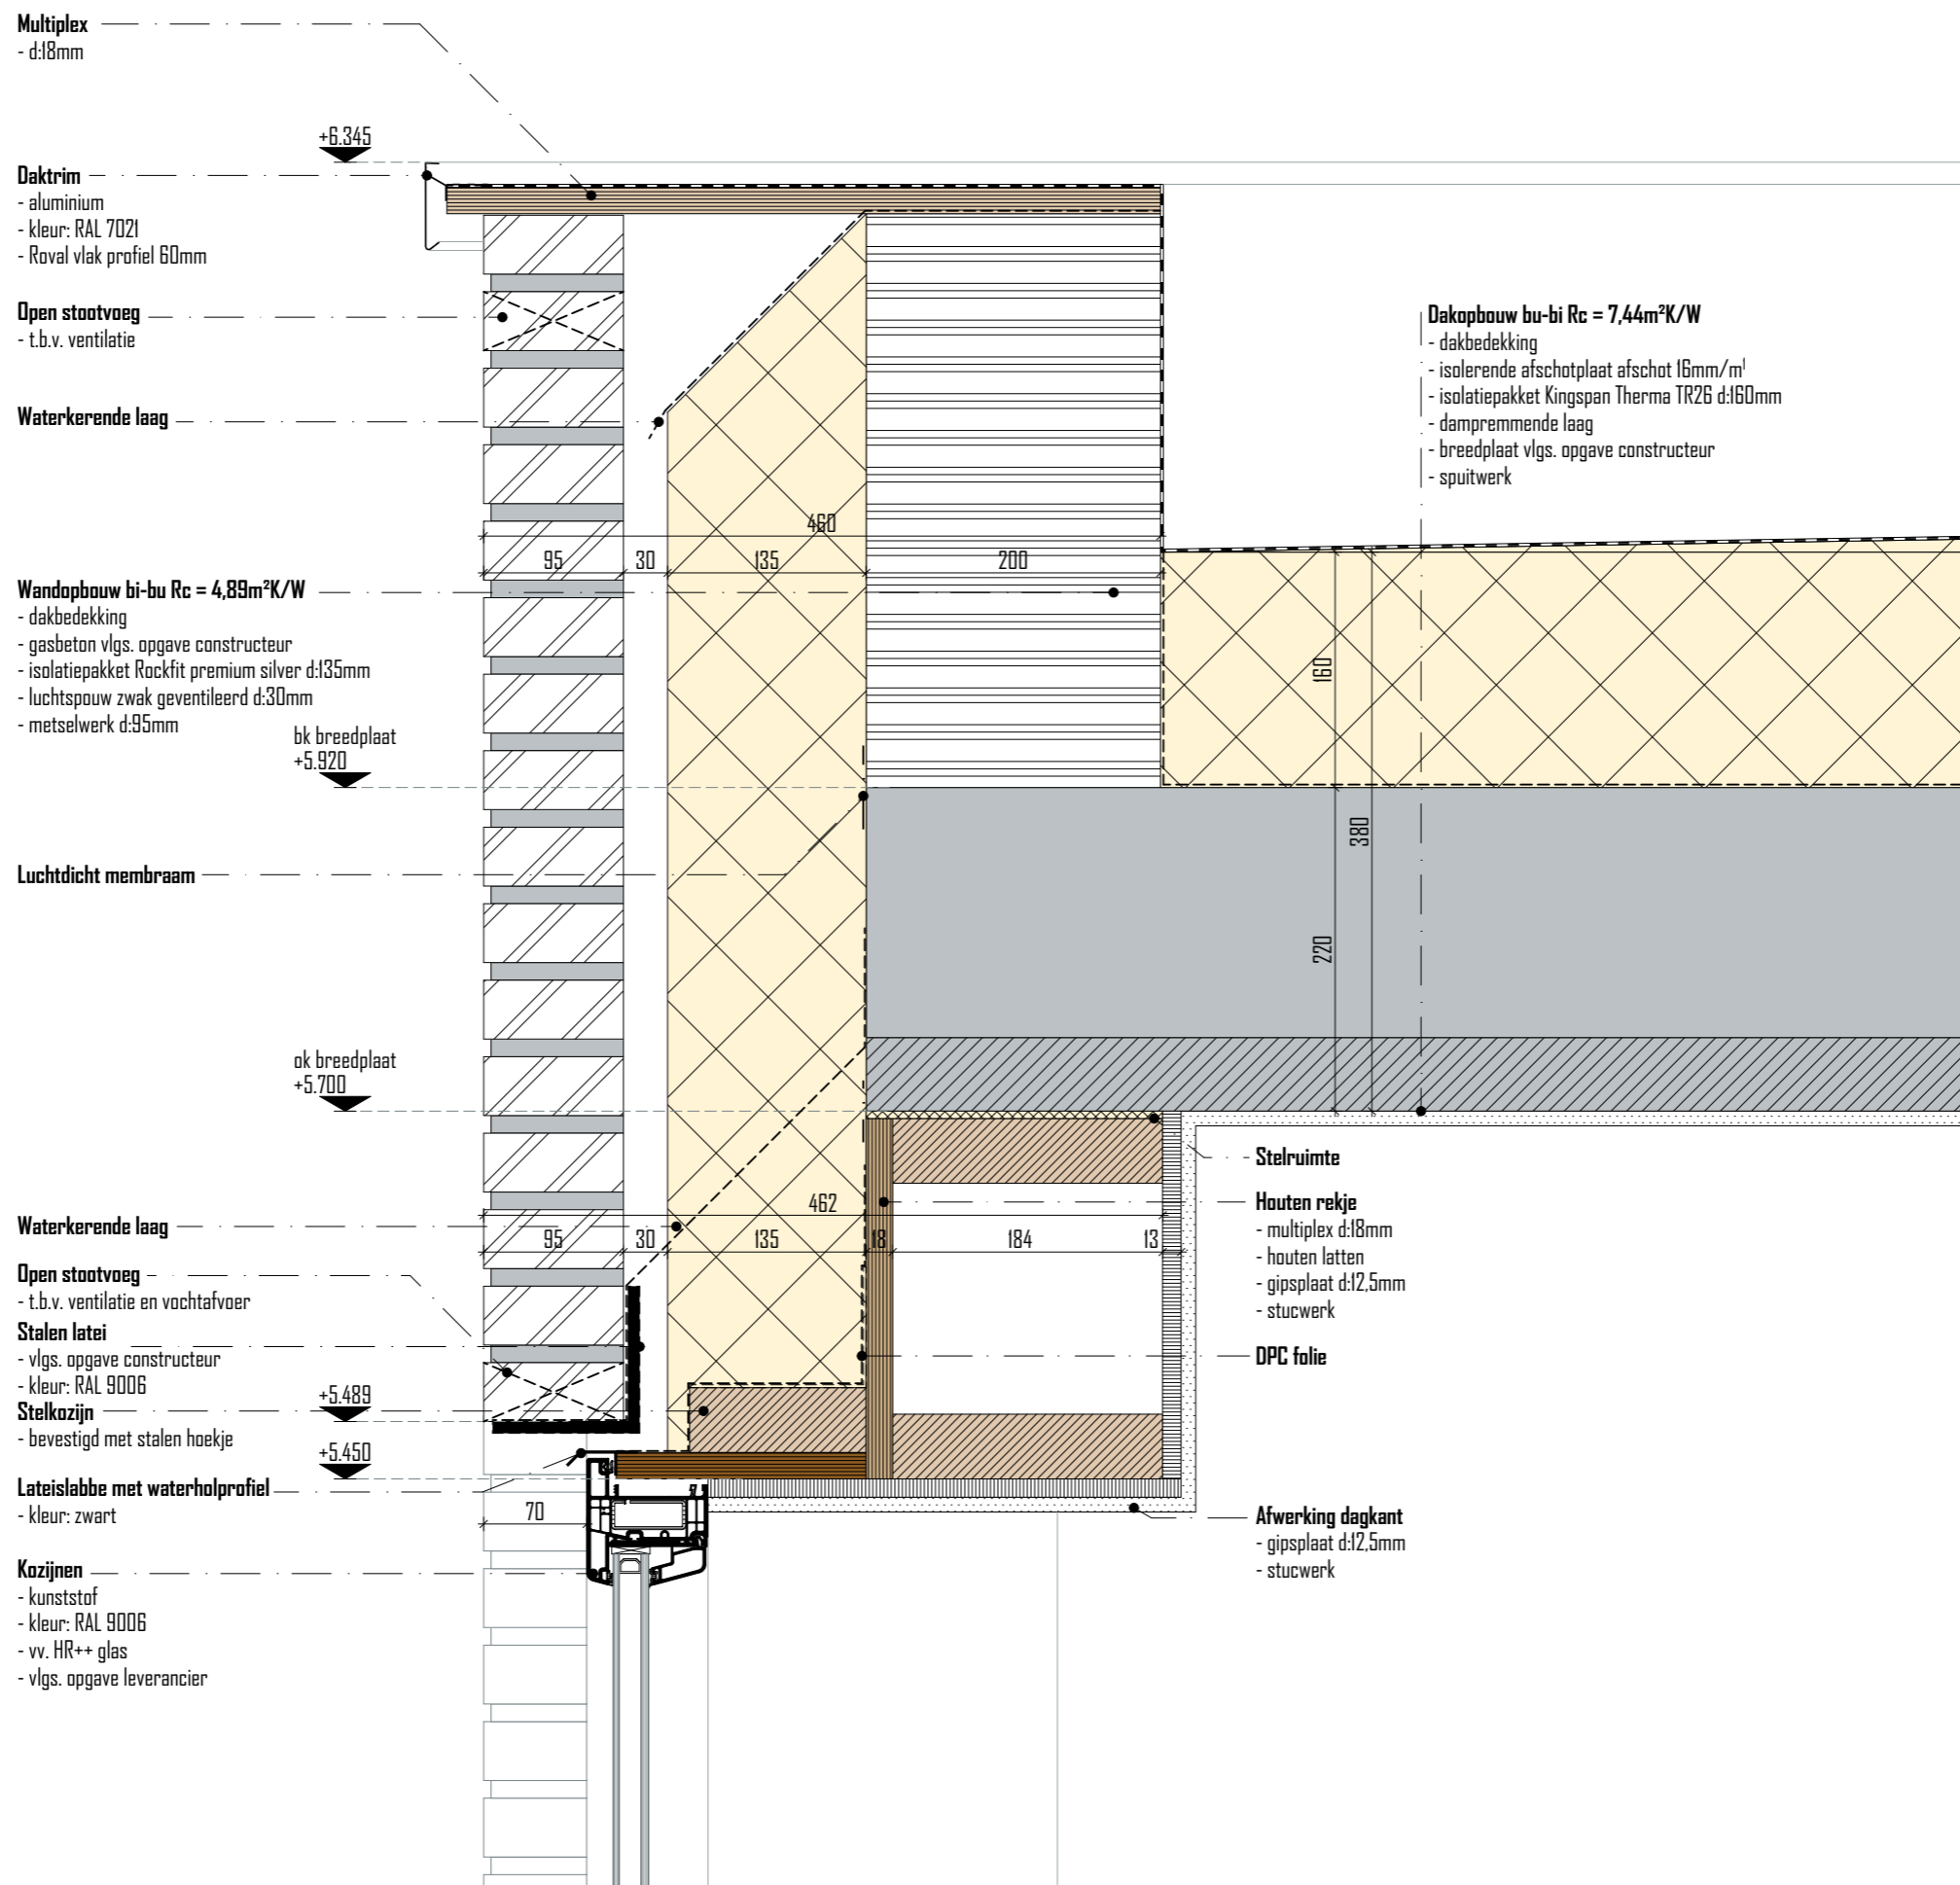 Multiplex
- d:18mm
+6.345
Daktrim
- aluminium
- kleur: RAL 7021
- Roval vlak profiel 60mm
Open stootvoeg
- t.b.v. ventilatie
Waterkerende laag
Dakopbouw bu-bi Rc = 7,44m²K/W
- dakbedekking
- isolerende afschotplaat afschot 16mm/m¹
- isolatiepakket Kingspan Therma TR26 d:160mm
- dampremmende laag
- breedplaat vlgs. opgave constructeur
- spuitwerk
460
95
30
135
200
Wandopbouw bi-bu Rc = 4,89m²K/W
- dakbedekking
- gasbeton vlgs. opgave constructeur
- isolatiepakket Rockfit premium silver d:135mm
- luchtspouw zwak geventileerd d:30mm
- metselwerk d:95mm
160
bk breedplaat
+5.920
380
Luchtdicht membraam
220
ok breedplaat
+5.700
Stelruimte
Houten rekje
- multiplex d:18mm
- houten latten
- gipsplaat d:12,5mm
- stucwerk
462
95
30
135
18
184
13
Waterkerende laag
Open stootvoeg
- t.b.v. ventilatie en vochtafvoer
Stalen latei
- vlgs. opgave constructeur
- kleur: RAL 9006
DPC folie
+5.489
Stelkozijn
- bevestigd met stalen hoekje
+5.450
Lateislabbe met waterholprofiel
- kleur: zwart
70
Afwerking dagkant
- gipsplaat d:12,5mm
- stucwerk
Kozijnen
- kunststof
- kleur: RAL 9006
- vv. HR++ glas
- vlgs. opgave leverancier